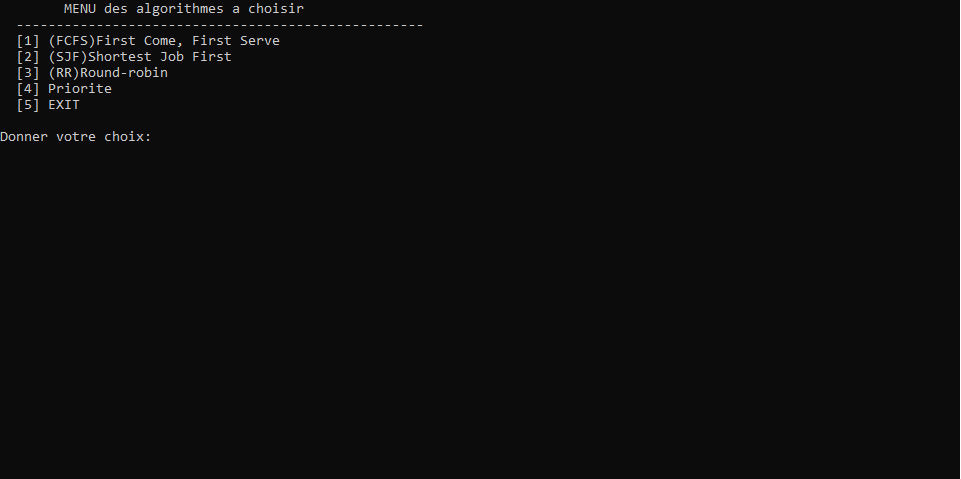 MENU des algorithmes a choisir
---------------------------------------------------
[1] (FCFS)First Come, First Serve
[2] (SJF)Shortest Job First
[3] (RR)Round-robin
[4] Priorite
[5] EXIT
Donner votre choix: